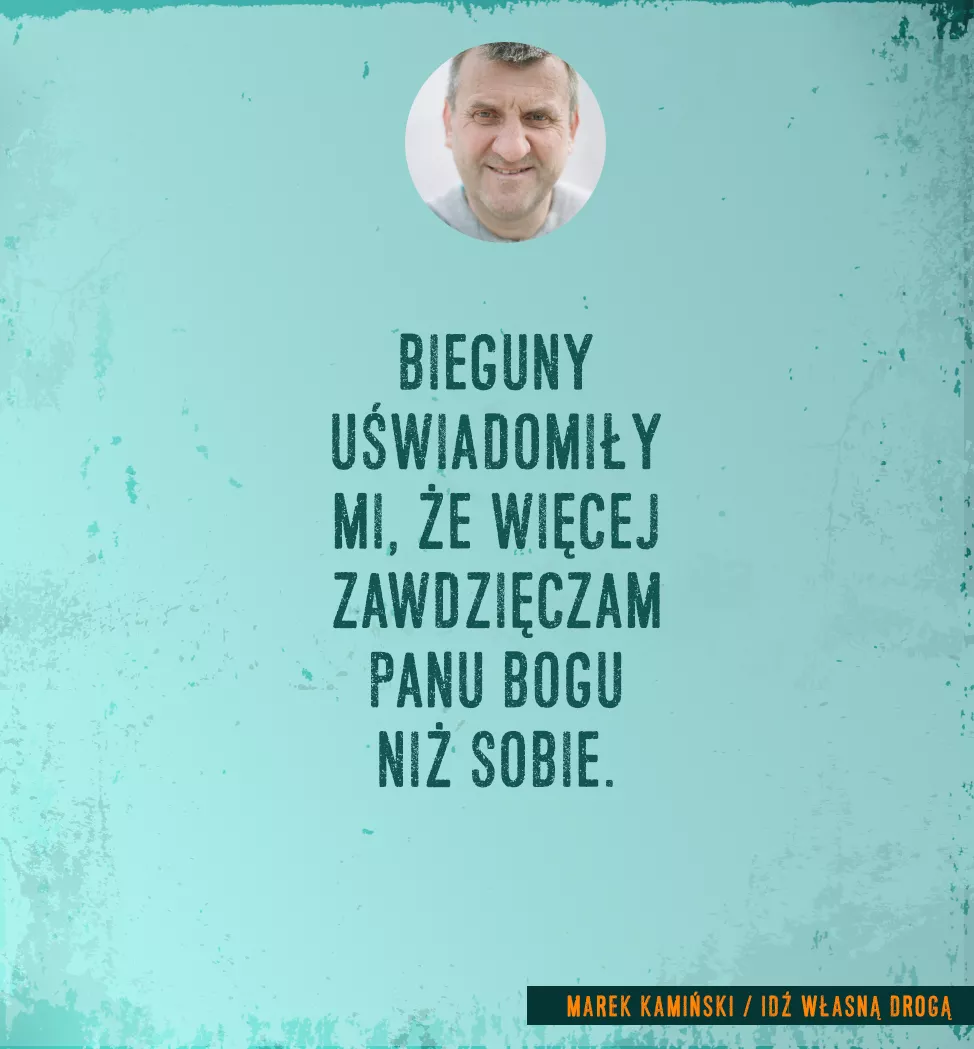 BIEGUNY
UŚWIADOMIŁY
MI, ŻE WIĘCEJ
ZAWDZIĘCZAM
PANU BOGU
NIŻ SOBIE.
MAREK KAMIŃSKI / IDŹ WŁASNĄ DROGĄ